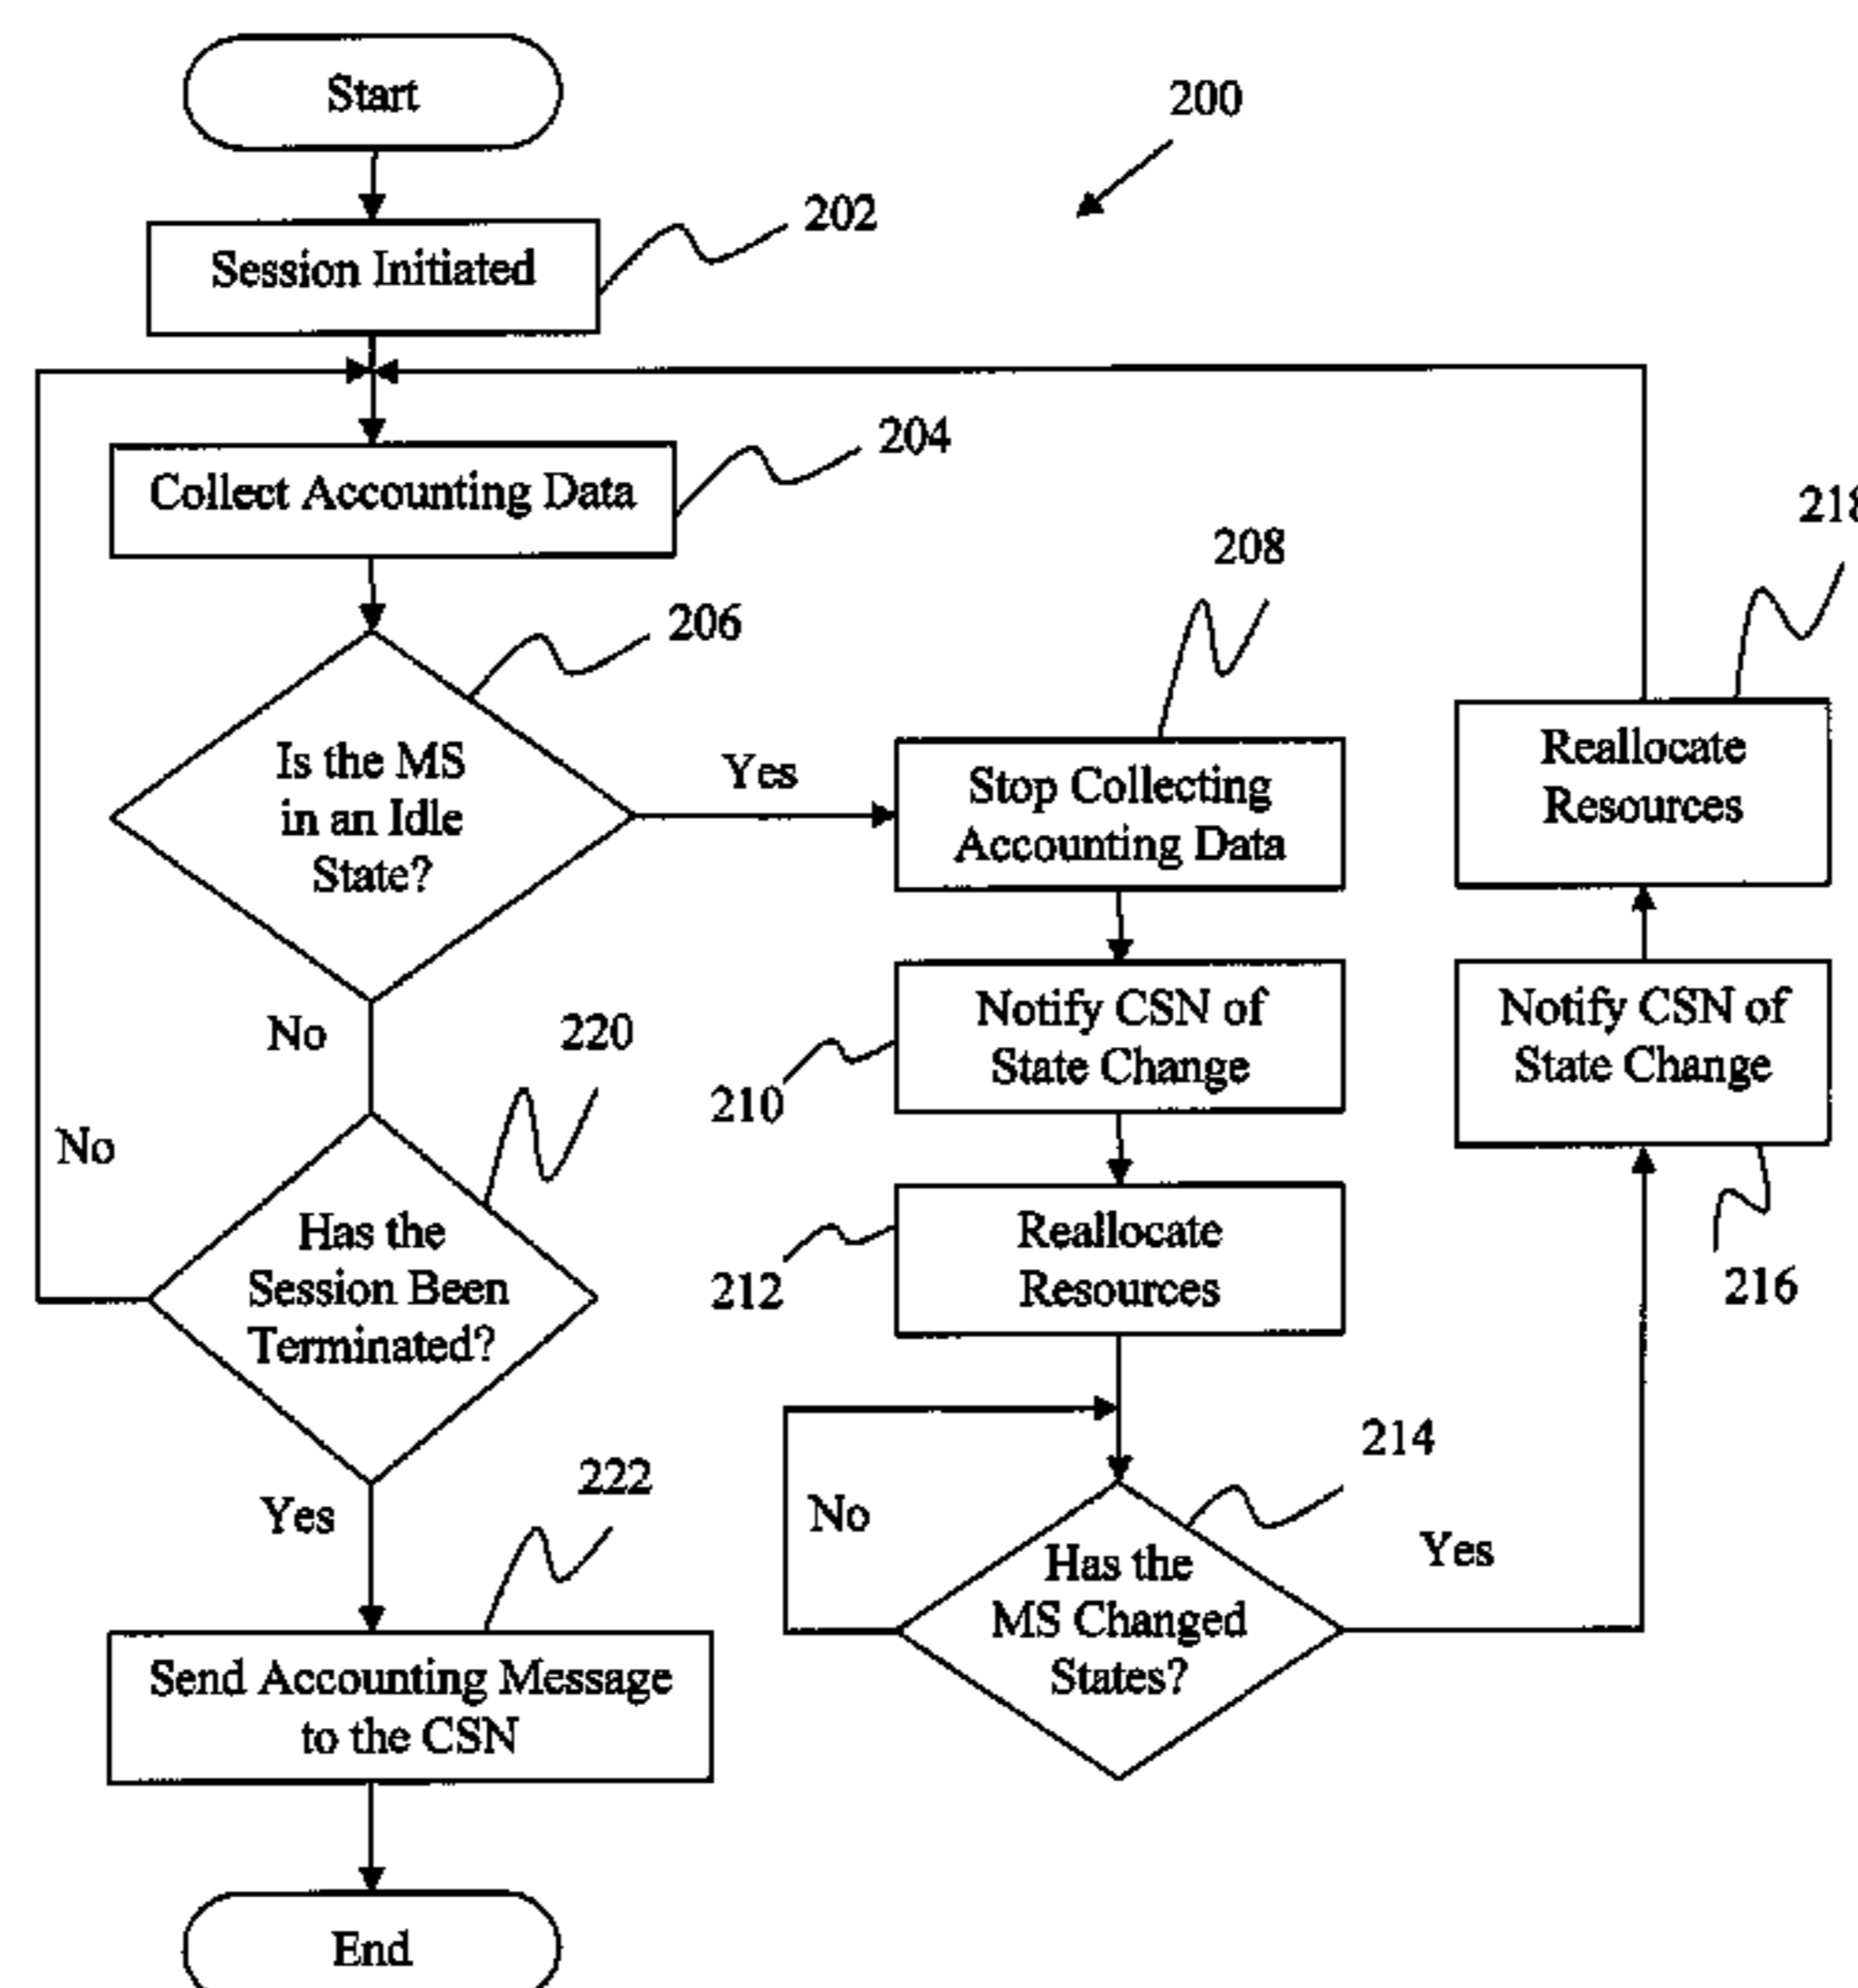 Start
200
202
Session Initiated
204
Collect Accounting Data
218
208
206
Is the MS
in an Idle
State?
Yes
Stop Collecting
Accounting Data
Reallocate
Resources
No
220
Notify CSN of
State Change
210
Notify CSN of
State Change
No
Has the
Session Been
Terminated?
Reallocate
Resources
212
216
Yes
222
214
No
Yes
Has the
MS Changed
States?
Send Accounting Message
to the CSN
End